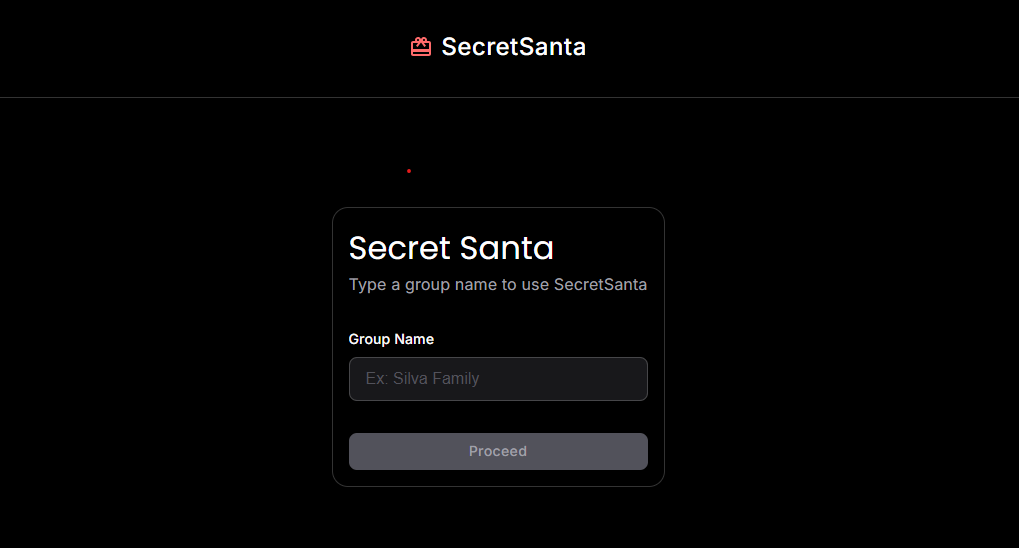 SecretSanta
Secret Santa
Type a group name to use SecretSanta
Group Name
Ex: Silva Family
Proceed